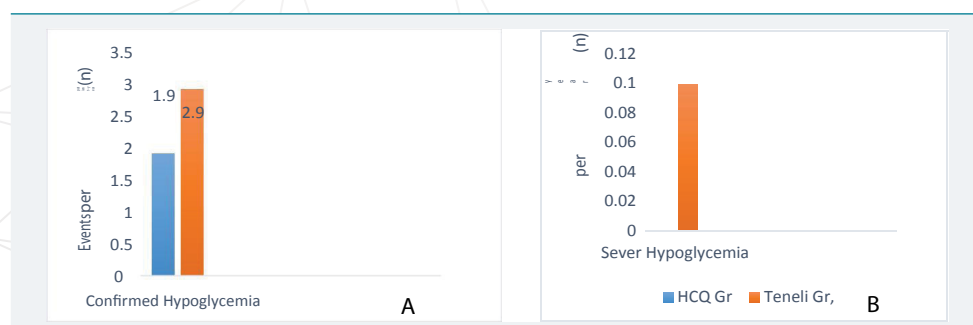 3.5
3
2.5
2
1.5
1
0.5
0
Eventsper
(n)
1.9
2.9
Confirmed Hypoglycemia
A
0.12
0.1
0.08
0.06
0.04
0.02
0
per
y e a r
(n)
Sever Hypoglycemia
HCQ Gr
Teneli Gr,
B